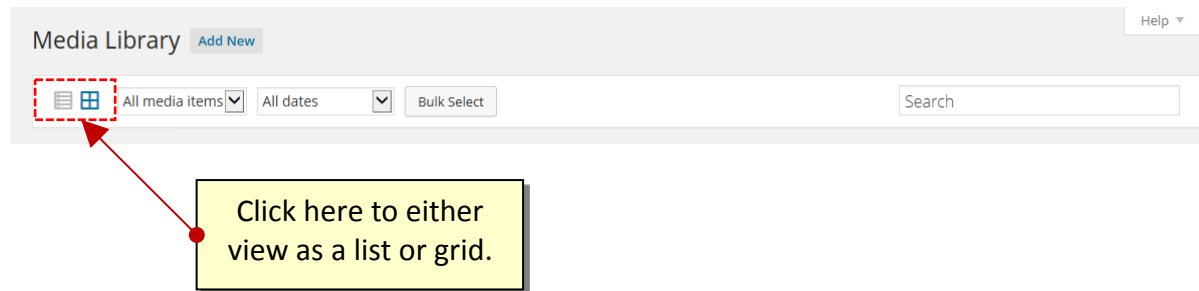 Help
Media Library Add New
All media items All dates Bulk Select Search
Click here to either
view as a list or grid.